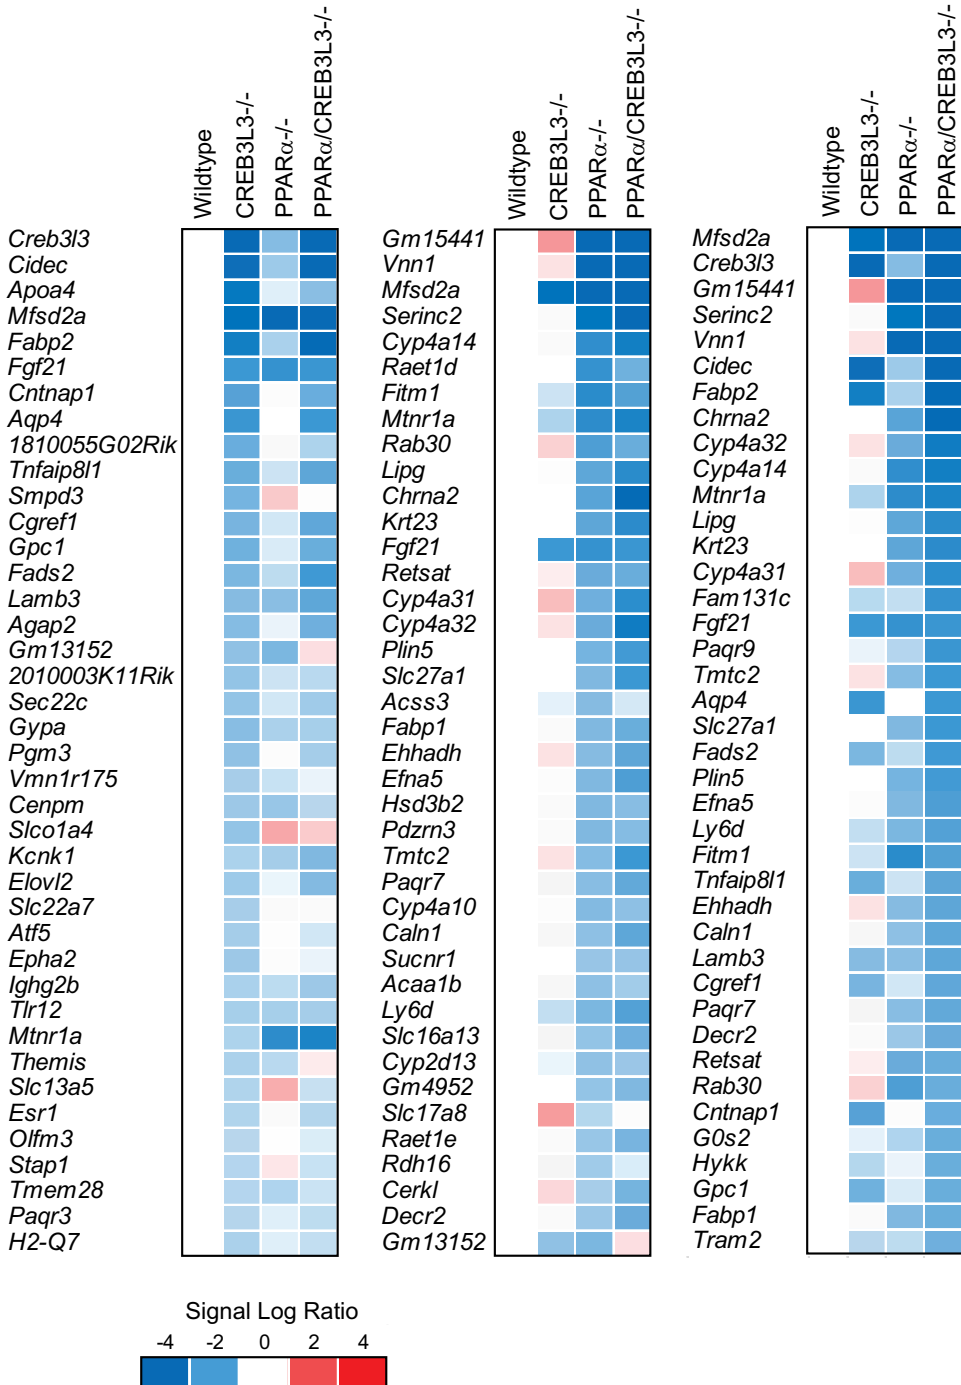 Wildtype
CREB3L3-/-
PPARα-/-
PPARα/CREB3L3-/-
Creb3l3
Cidec
Apoa4
Mfsd2a
Fabp2
Fgf21
Cntnap1
Aqp4
1810055G02Rik
Tnfaip8l1
Smpd3
Cgref1
Gpc1
Fads2
Lamb3
Agap2
Gm13152
2010003K11Rik
Sec22c
Gypa
Pgm3
Vmn1r175
Cenpm
Slco1a4
Kcnk1
Elovl2
Slc22a7
Atf5
Epha2
Ighg2b
Tlr12
Mtnr1a
Themis
Slc13a5
Esr1
Olfm3
Stap1
Tmem28
Paqr3
H2-Q7
Wildtype
CREB3L3-/-
PPARα-/-
PPARα/CREB3L3-/-
Gm15441
Vnn1
Mfsd2a
Serinc2
Cyp4a14
Raet1d
Fitm1
Mtnr1a
Rab30
Lipg
Chrna2
Krt23
Fgf21
Retsat
Cyp4a31
Cyp4a32
Plin5
Slc27a1
Acss3
Fabp1
Ehhadh
Efna5
Hsd3b2
Pdzrn3
Tmtc2
Paqr7
Cyp4a10
Caln1
Sucnr1
Acaa1b
Ly6d
Slc16a13
Cyp2d13
Gm4952
Slc17a8
Raet1e
Rdh16
Cerkl
Decr2
Gm13152
Wildtype
CREB3L3-/-
PPARα-/-
PPARα/CREB3L3-/-
Mfsd2a
Creb3l3
Gm15441
Serinc2
Vnn1
Cidec
Fabp2
Chrna2
Cyp4a32
Cyp4a14
Mtnr1a
Lipg
Krt23
Cyp4a31
Fam131c
Fgf21
Paqr9
Tmtc2
Aqp4
Slc27a1
Fads2
Plin5
Efna5
Ly6d
Fitm1
Tnfaip8l1
Ehhadh
Caln1
Lamb3
Cgref1
Paqr7
Decr2
Retsat
Rab30
Cntnap1
G0s2
Hykk
Gpc1
Fabp1
Tram2
Signal Log Ratio
-4 -2 0 2 4